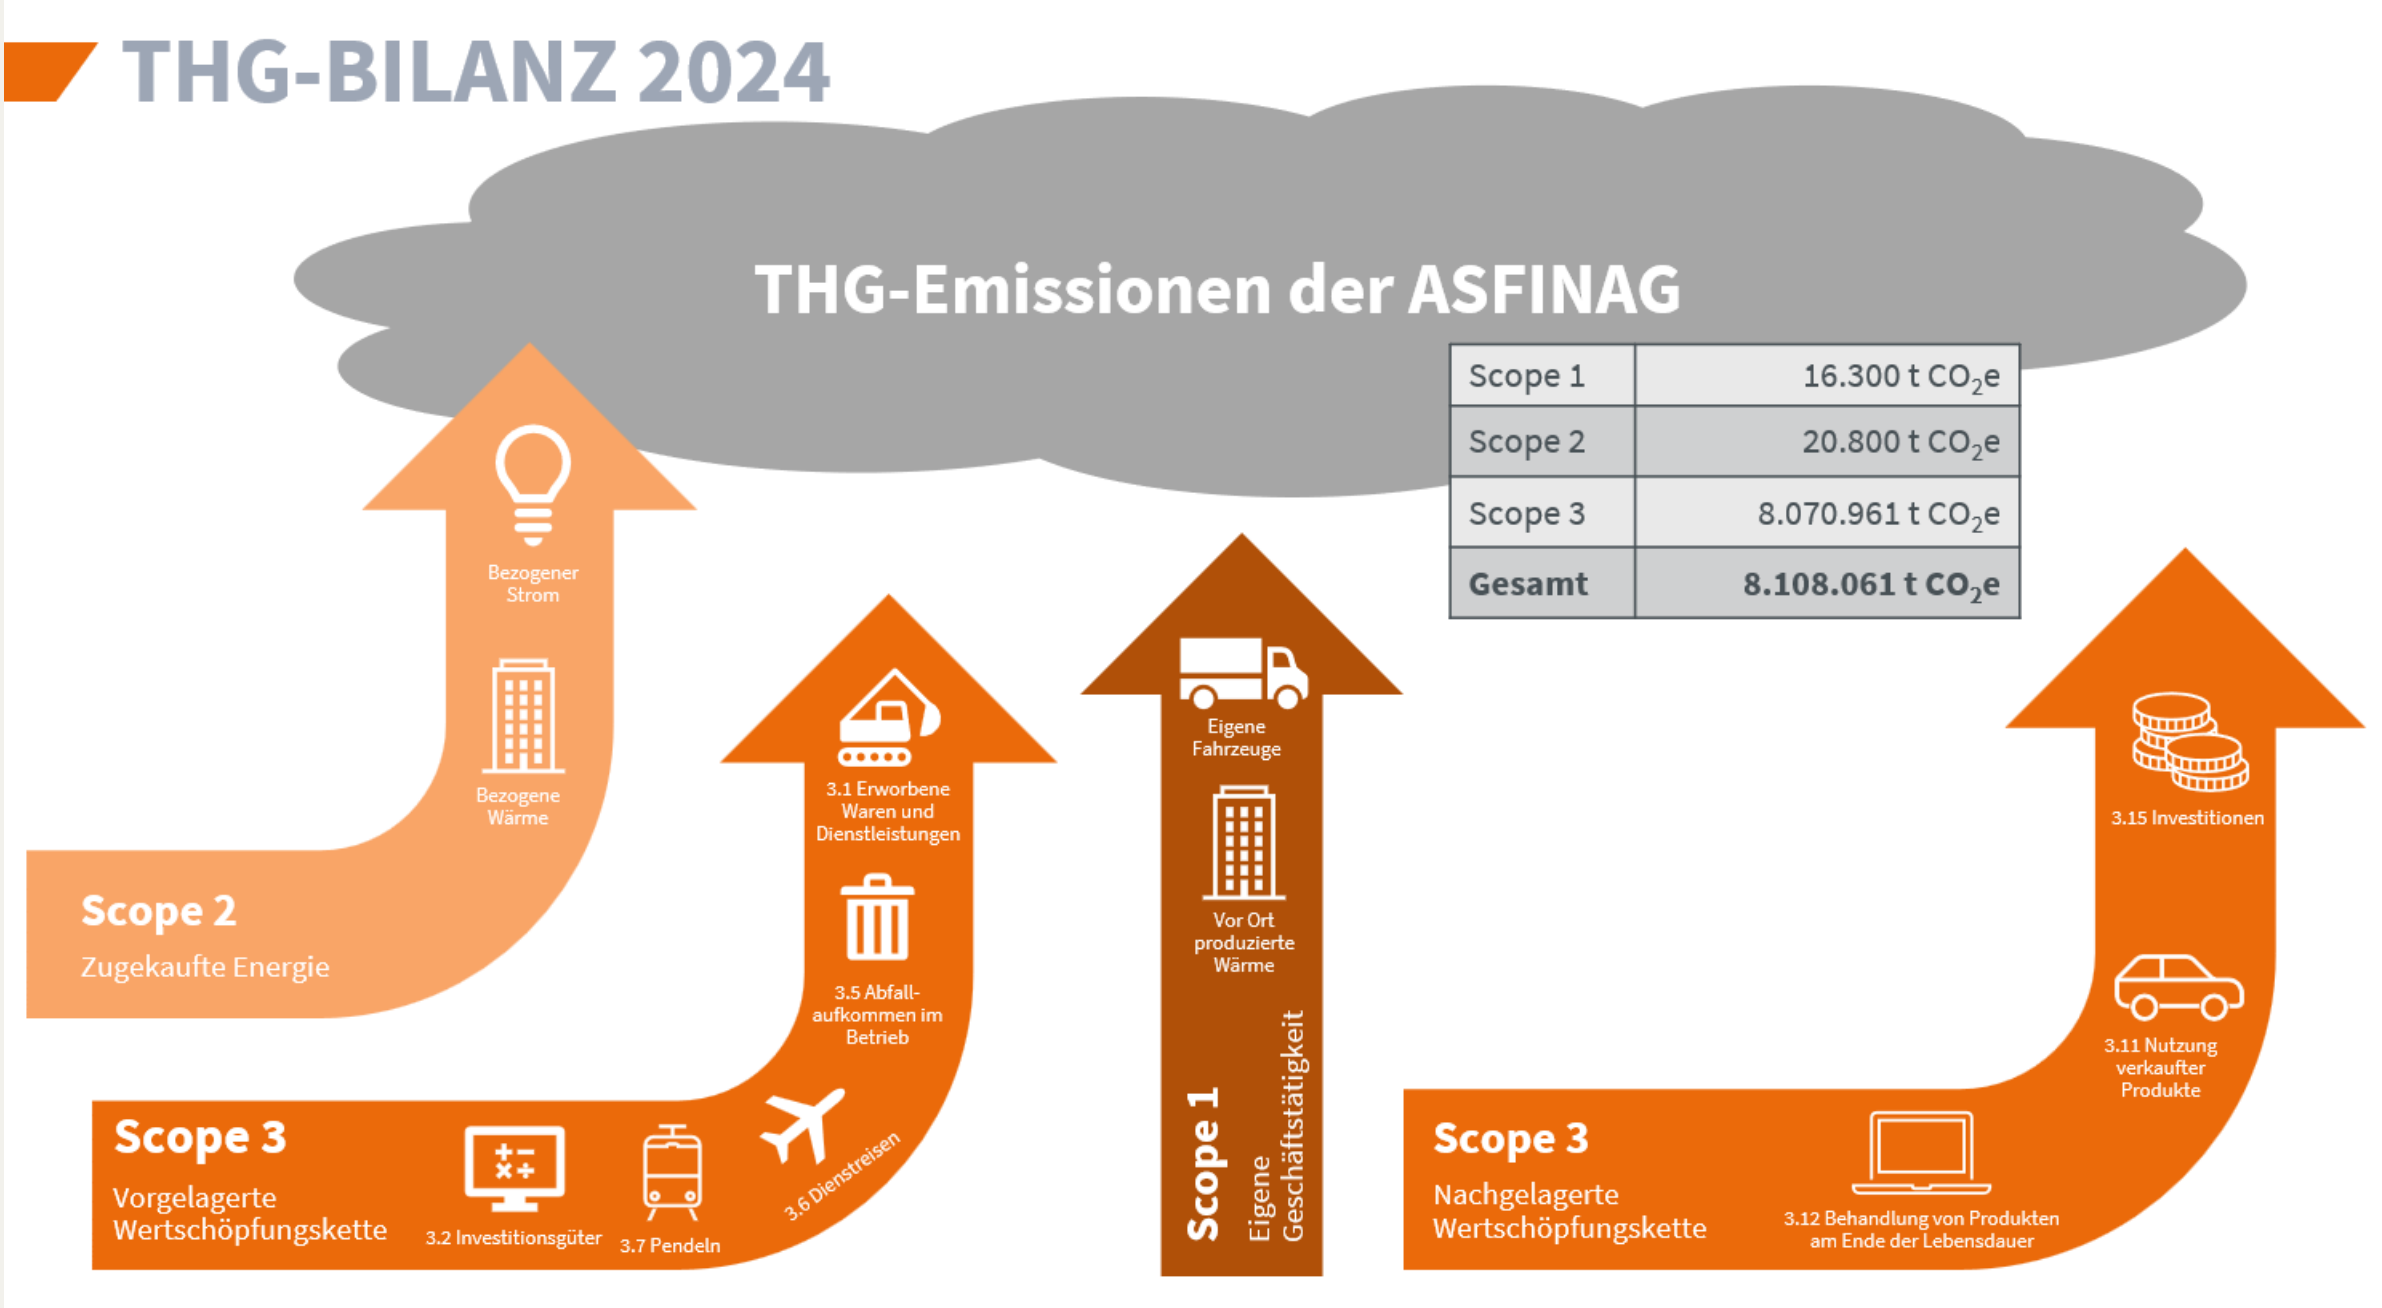 THG-BILANZ 2024
THG-Emissionen der ASFINAG
Scope 1 16.300 t CO₂e
Scope 2 20.800 t CO₂e
Scope 3 8.070.961 t CO₂e
Gesamt 8.108.061 t CO₂e
Bezogener
Strom
Bezogene
Wärme
Scope 2
Zugekaufte Energie
3.1 Erworbene
Waren und
Dienstleistungen
3.5 Abfall-
aufkommen im
Betrieb
3.6 Dienstreisen
3.7 Pendeln
3.2 Investitionsgüter
Scope 3
Vorgelagerte
Wertschöpfungskette
Eigene
Fahrzeuge
Vor Ort
produzierte
Wärme
Scope 1
Eigene
Geschäftstätigkeit
3.15 Investitionen
3.11 Nutzung
verkaufter
Produkte
3.12 Behandlung von Produkten
am Ende der Lebensdauer
Scope 3
Nachgelagerte
Wertschöpfungskette